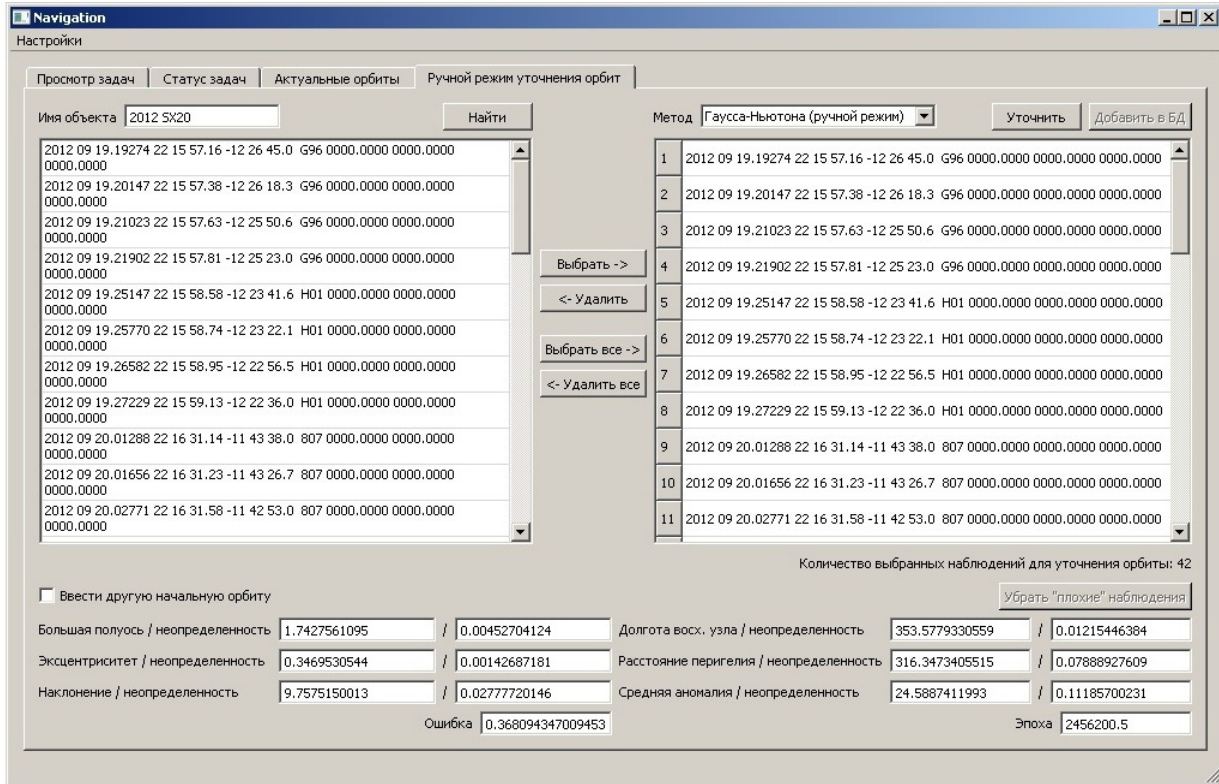 Navigation
Настройки
Просмотр задач Статус задач Актуальные орбиты Ручной режим уточнения орбит
Имя объекта 2012 SX20 Найти Метод Гаусса-Ньютона (ручной режим) Уточнить Добавить в БД
2012 09 19.19274 22 15 57.16 -12 26 45.0 G96 0000.0000 0000.0000
0000.0000
2012 09 19.20147 22 15 57.38 -12 26 18.3 G96 0000.0000 0000.0000
0000.0000
2012 09 19.21023 22 15 57.63 -12 25 50.6 G96 0000.0000 0000.0000
0000.0000
2012 09 19.21902 22 15 57.81 -12 25 23.0 G96 0000.0000 0000.0000
0000.0000
2012 09 19.25147 22 15 58.58 -12 23 41.6 H01 0000.0000 0000.0000
0000.0000
2012 09 19.25770 22 15 58.74 -12 23 22.1 H01 0000.0000 0000.0000
0000.0000
2012 09 19.26582 22 15 58.95 -12 22 56.5 H01 0000.0000 0000.0000
0000.0000
2012 09 19.27229 22 15 59.13 -12 22 36.0 H01 0000.0000 0000.0000
0000.0000
2012 09 20.01288 22 16 31.14 -11 43 38.0 807 0000.0000 0000.0000
0000.0000
2012 09 20.01656 22 16 31.23 -11 43 26.7 807 0000.0000 0000.0000
0000.0000
2012 09 20.02771 22 16 31.58 -11 42 53.0 807 0000.0000 0000.0000
0000.0000
Выбрать ->
<- Удалить
Выбрать все ->
<- Удалить все
1 2012 09 19.19274 22 15 57.16 -12 26 45.0 G96 0000.0000 0000.0000 0000.0000
2 2012 09 19.20147 22 15 57.38 -12 26 18.3 G96 0000.0000 0000.0000 0000.0000
3 2012 09 19.21023 22 15 57.63 -12 25 50.6 G96 0000.0000 0000.0000 0000.0000
4 2012 09 19.21902 22 15 57.81 -12 25 23.0 G96 0000.0000 0000.0000 0000.0000
5 2012 09 19.25147 22 15 58.58 -12 23 41.6 H01 0000.0000 0000.0000 0000.0000
6 2012 09 19.25770 22 15 58.74 -12 23 22.1 H01 0000.0000 0000.0000 0000.0000
7 2012 09 19.26582 22 15 58.95 -12 22 56.5 H01 0000.0000 0000.0000 0000.0000
8 2012 09 19.27229 22 15 59.13 -12 22 36.0 H01 0000.0000 0000.0000 0000.0000
9 2012 09 20.01288 22 16 31.14 -11 43 38.0 807 0000.0000 0000.0000 0000.0000
10 2012 09 20.01656 22 16 31.23 -11 43 26.7 807 0000.0000 0000.0000 0000.0000
11 2012 09 20.02771 22 16 31.58 -11 42 53.0 807 0000.0000 0000.0000 0000.0000
Количество выбранных наблюдений для уточнения орбиты: 42
Ввести другую начальную орбиту Убрать "плохие" наблюдения
Большая полуось / неопределенность 1.7427561095 / 0.00452704124 Долгота восх. узла / неопределенность 353.5779330559 / 0.01215446384
Эксцентриситет / неопределенность 0.3469530544 / 0.00142687181 Расстояние перигелия / неопределенность 316.3473405515 / 0.07888927609
Наклонение / неопределенность 9.7575150013 / 0.02777720146 Средняя аномалия / неопределенность 24.5887411993 / 0.11185700231
Ошибка 0.368094347009453 Эпоха 2456200.5